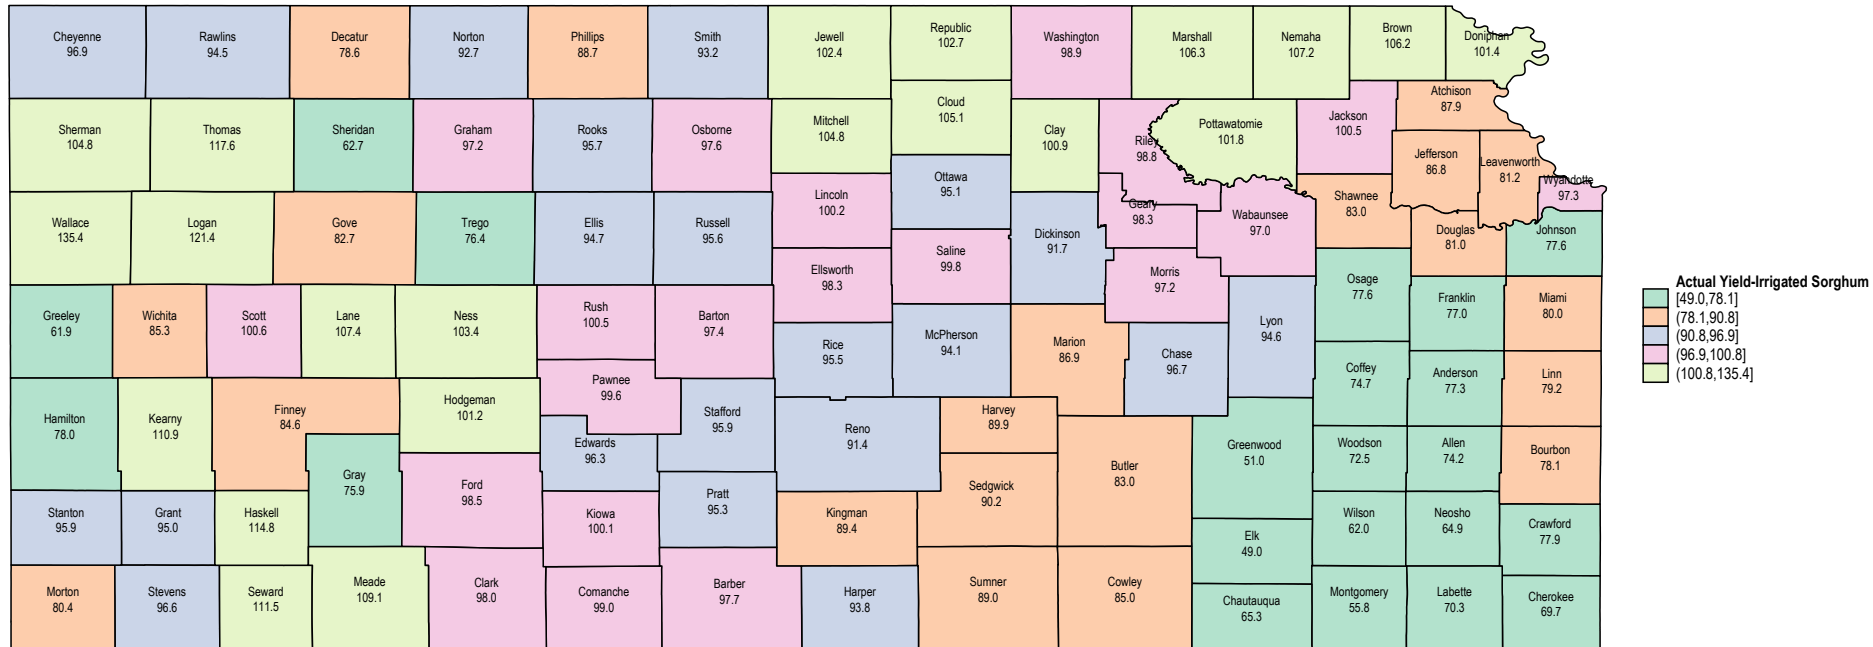 Cheyenne
96.9
Rawlins
94.5
Decatur
78.6
Norton
92.7
Phillips
88.7
Smith
93.2
Jewell
102.4
Republic
102.7
Washington
98.9
Marshall
106.3
Nemaha
107.2
Brown
106.2
Doniphan
101.4
Sherman
104.8
Thomas
117.6
Sheridan
62.7
Graham
97.2
Rooks
95.7
Osborne
97.6
Mitchell
104.8
Cloud
105.1
Clay
100.9
Riley
98.8
Pottawatomie
101.8
Jackson
100.5
Atchison
87.9
Jefferson
86.8
Leavenworth
81.2
Wyandotte
97.3
Wallace
135.4
Logan
121.4
Gove
82.7
Trego
76.4
Ellis
94.7
Russell
95.6
Lincoln
100.2
Ottawa
95.1
Dickinson
91.7
Geary
98.3
Wabaunsee
97.0
Shawnee
83.0
Douglas
81.0
Johnson
77.6
Ellsworth
98.3
Saline
99.8
Morris
97.2
Osage
77.6
Franklin
77.0
Miami
80.0
Greeley
61.9
Wichita
85.3
Scott
100.6
Lane
107.4
Ness
103.4
Rush
100.5
Barton
97.4
Rice
95.5
McPherson
94.1
Marion
86.9
Chase
96.7
Lyon
94.6
Coffey
74.7
Anderson
77.3
Linn
79.2
Hamilton
78.0
Kearny
110.9
Finney
84.6
Hodgeman
101.2
Pawnee
99.6
Stafford
95.9
Edwards
96.3
Reno
91.4
Harvey
89.9
Butler
83.0
Greenwood
51.0
Woodson
72.5
Allen
74.2
Bourbon
78.1
Gray
75.9
Ford
98.5
Kiowa
100.1
Pratt
95.3
Kingman
89.4
Sedgwick
90.2
Elk
49.0
Wilson
62.0
Neosho
64.9
Crawford
77.9
Stanton
95.9
Grant
95.0
Haskell
114.8
Morton
80.4
Stevens
96.6
Seward
111.5
Meade
109.1
Clark
98.0
Comanche
99.0
Barber
97.7
Harper
93.8
Sumner
89.0
Cowley
85.0
Chautauqua
65.3
Montgomery
55.8
Labette
70.3
Cherokee
69.7
Actual Yield-Irrigated Sorghum
[49.0,78.1]
(78.1,90.8]
(90.8,96.9]
(96.9,100.8]
(100.8,135.4]